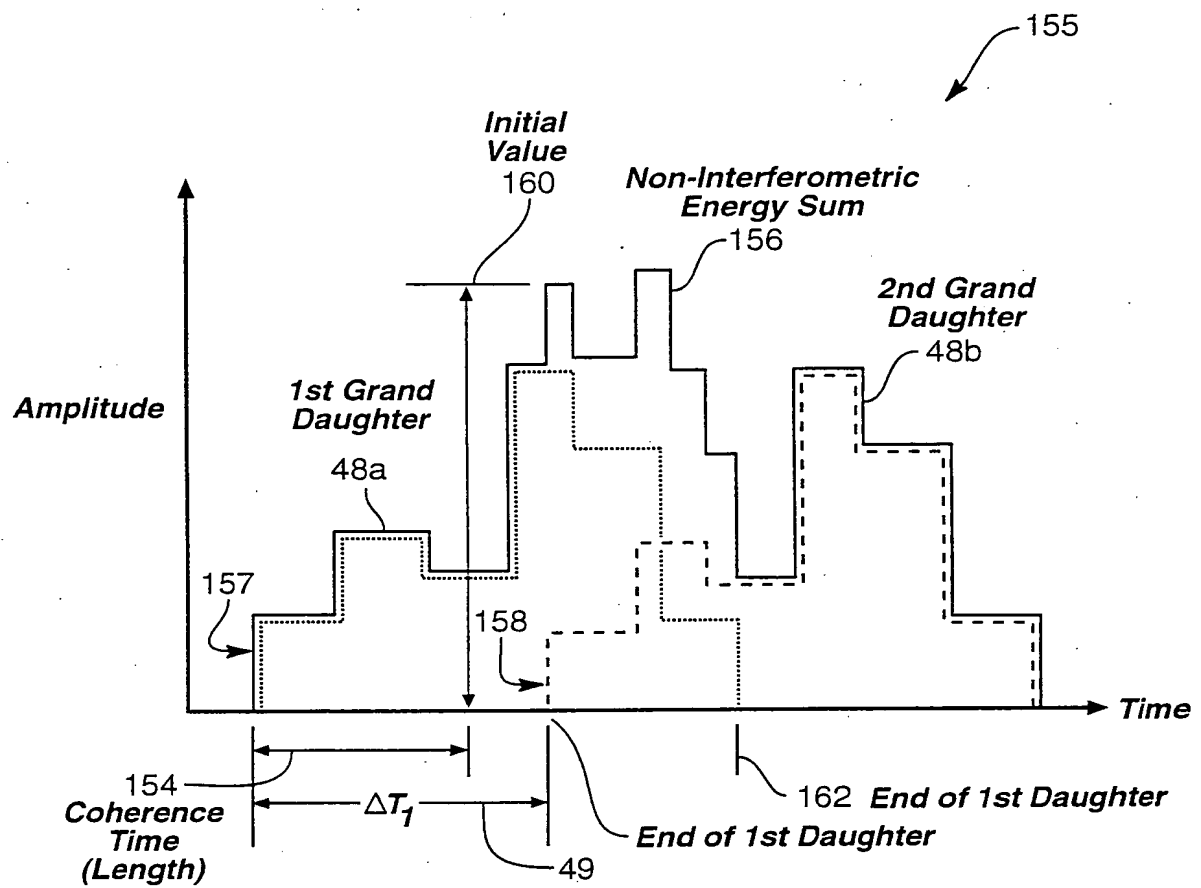 155
Initial
Value
160
Non-Interferometric
Energy Sum
156
2nd Grand
Daughter
48b
1st Grand
Daughter
48a
Amplitude
157
158
Time
154
Coherence
Time
(Length)
ΔT1
49
162 End of 1st Daughter
End of 1st Daughter